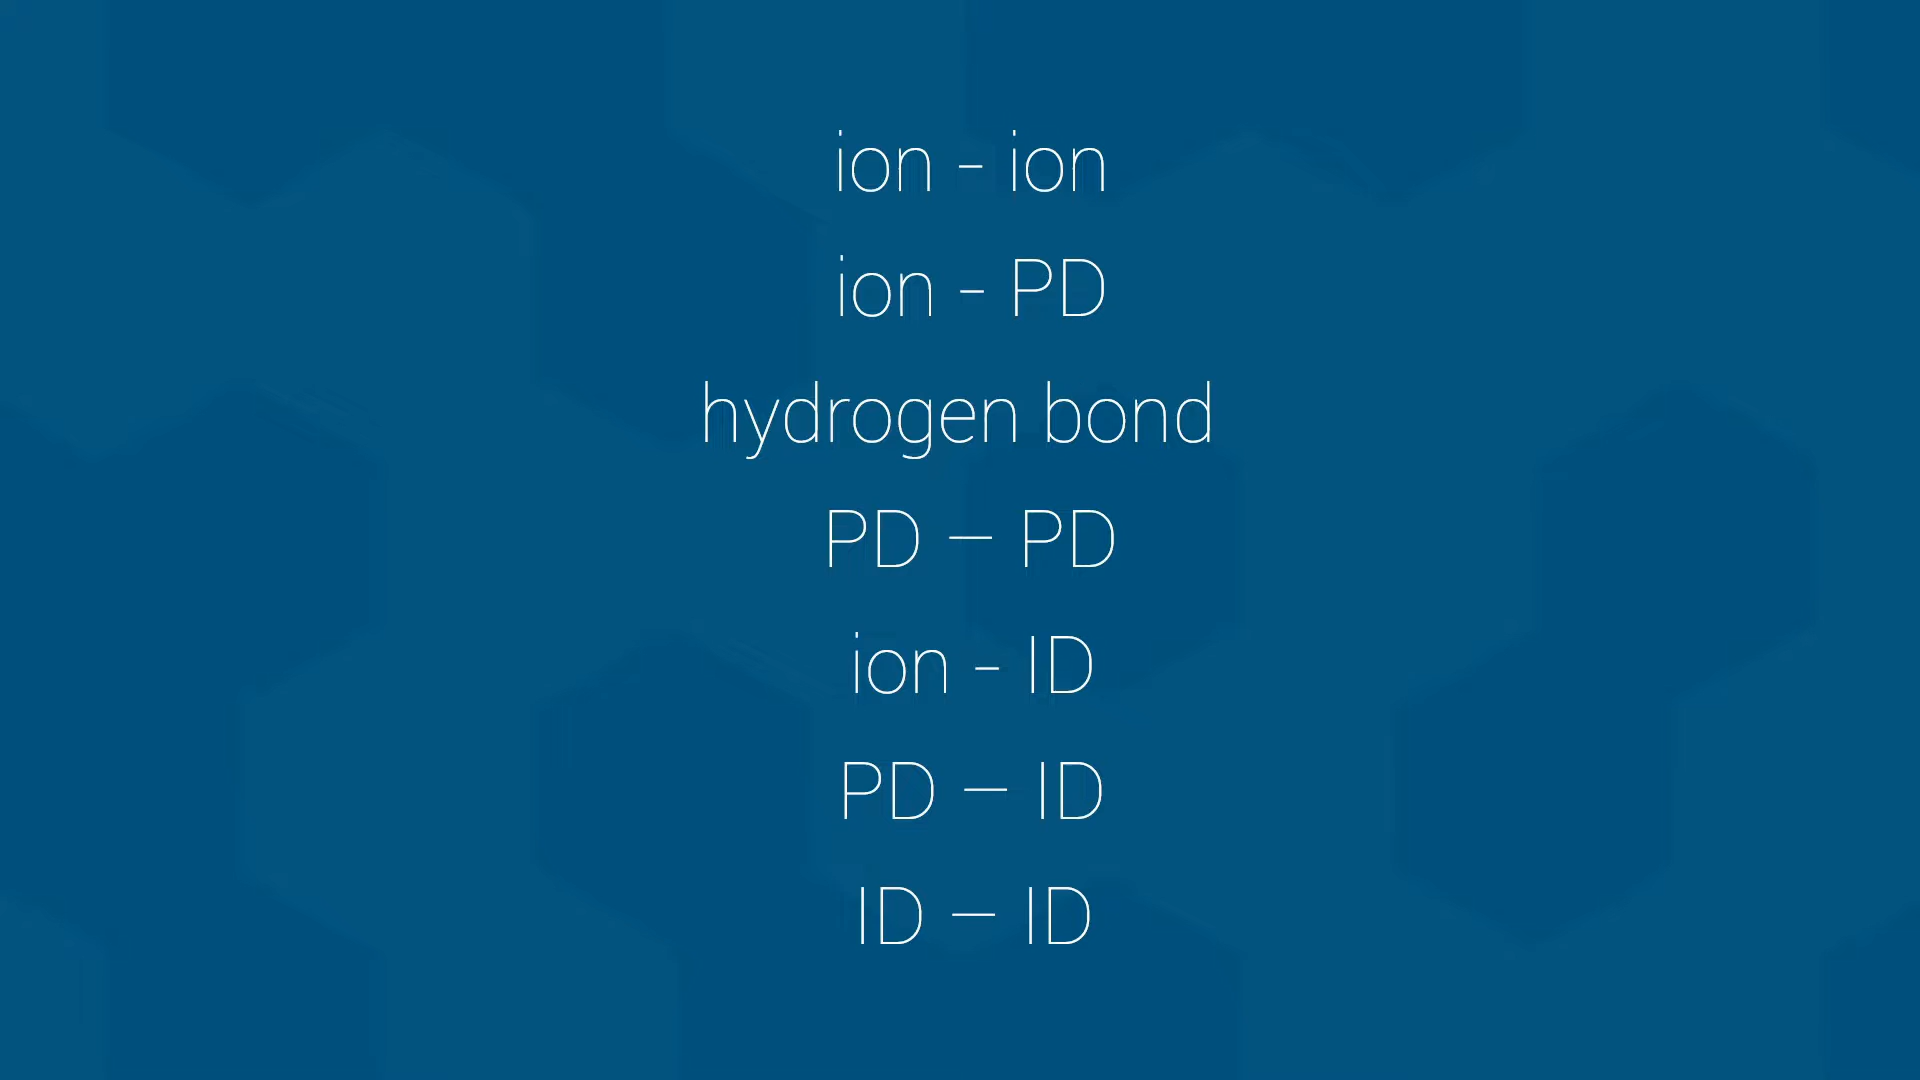 ion - ion
ion - PD
hydrogen bond
PD – PD
ion - ID
PD – ID
ID – ID